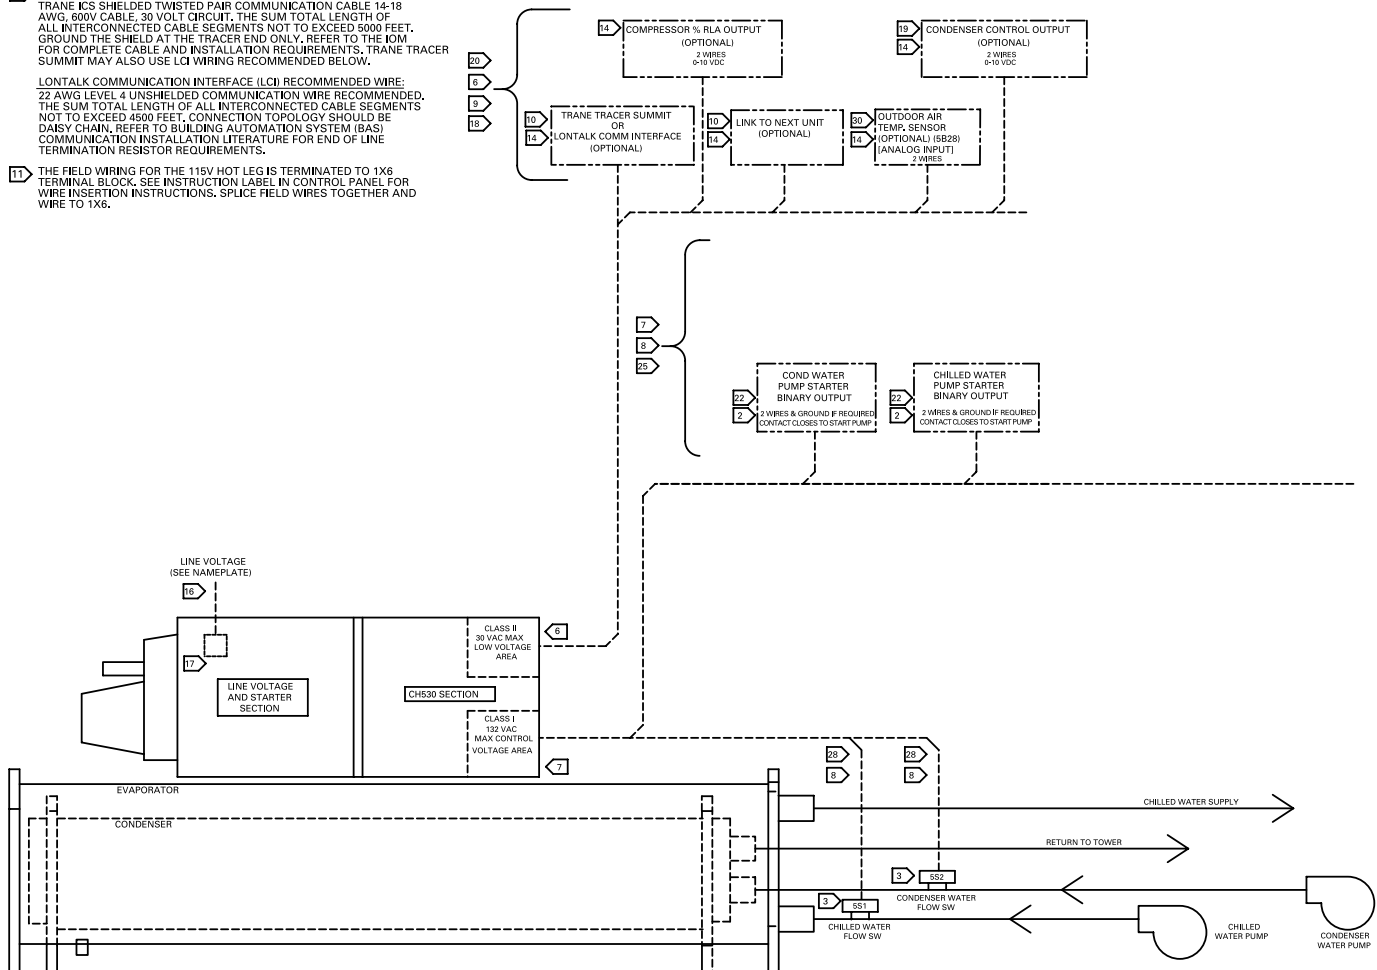 TRANE ICS SHIELDED TWISTED PAIR COMMUNICATION CABLE 14-18
AWG, 600V CABLE, 30 VOLT CIRCUIT. THE SUM TOTAL LENGTH OF
ALL INTERCONNECTED CABLE SEGMENTS NOT TO EXCEED 5000 FEET.
GROUND THE SHIELD AT THE TRACER END ONLY. REFER TO THE IOM
FOR COMPLETE CABLE AND INSTALLATION REQUIREMENTS. TRANE TRACER
SUMMIT MAY ALSO USE LCI WIRING RECOMMENDED BELOW.
LONTALK COMMUNICATION INTERFACE (LCI) RECOMMENDED WIRE:
22 AWG LEVEL 4 UNSHIELDED COMMUNICATION WIRE RECOMMENDED.
THE SUM TOTAL LENGTH OF ALL INTERCONNECTED CABLE SEGMENTS
NOT TO EXCEED 4500 FEET. CONNECTION TOPOLOGY SHOULD BE
DAISY CHAIN. REFER TO BUILDING AUTOMATION SYSTEM (BAS)
COMMUNICATION INSTALLATION LITERATURE FOR END OF LINE
TERMINATION RESISTOR REQUIREMENTS.
11 THE FIELD WIRING FOR THE 115V HOT LEG IS TERMINATED TO 1X6
TERMINAL BLOCK. SEE INSTRUCTION LABEL IN CONTROL PANEL FOR
WIRE INSERTION INSTRUCTIONS. SPLICE FIELD WIRES TOGETHER AND
WIRE TO 1X6.
20
6
9
18
14
COMPRESSOR % RLA OUTPUT
(OPTIONAL)
2 WIRES
0-10 VDC
19
14
CONDENSER CONTROL OUTPUT
(OPTIONAL)
2 WIRES
0-10 VDC
10
14
TRANE TRACER SUMMIT
OR
LONTALK COMM INTERFACE
(OPTIONAL)
10
14
LINK TO NEXT UNIT
(OPTIONAL)
30
14
OUTDOOR AIR
TEMP. SENSOR
(OPTIONAL) (5B28)
[ANALOG INPUT]
2 WIRES
7
8
25
22
2
COND WATER
PUMP STARTER
BINARY OUTPUT
2 WIRES & GROUND IF REQUIRED
CONTACT CLOSES TO START PUMP
22
2
CHILLED WATER
PUMP STARTER
BINARY OUTPUT
2 WIRES & GROUND IF REQUIRED
CONTACT CLOSES TO START PUMP
LINE VOLTAGE
(SEE NAMEPLATE)
16
17
LINE VOLTAGE
AND STARTER
SECTION
CH530 SECTION
CLASS II
30 VAC MAX
LOW VOLTAGE
AREA
6
CLASS I
132 VAC
MAX CONTROL
VOLTAGE AREA
7
28
8
28
8
EVAPORATOR
CONDENSER
CHILLED WATER SUPPLY
RETURN TO TOWER
3
5S2
CONDENSER WATER
FLOW SW
3
5S1
CHILLED WATER
FLOW SW
CHILLED
WATER PUMP
CONDENSER
WATER PUMP